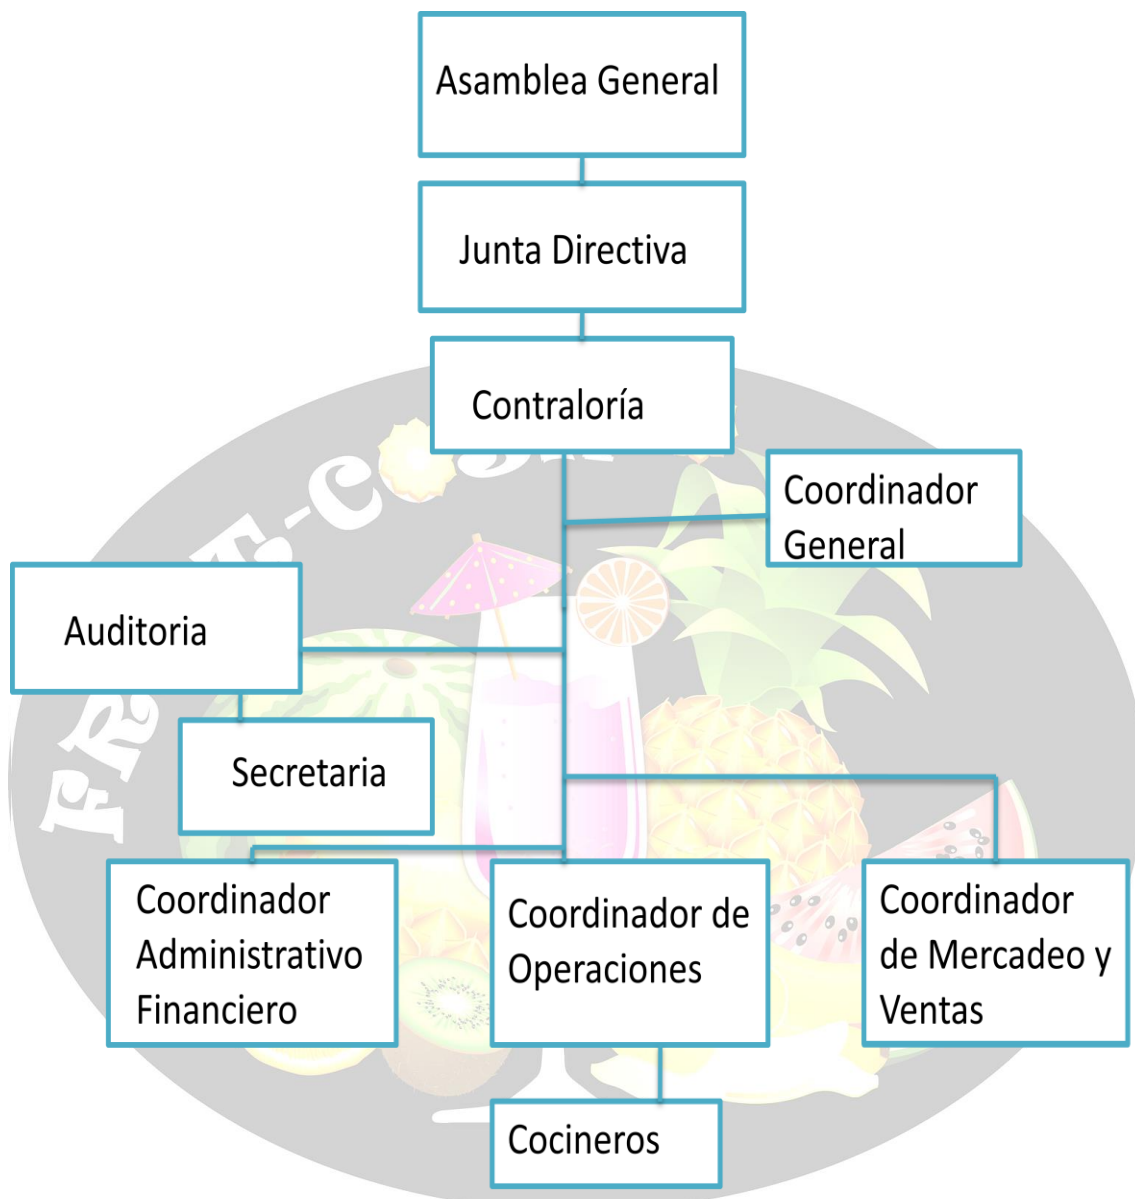 Asamblea General
Junta Directiva
Contraloría
Coordinador
General
Auditoria
Secretaria
Coordinador
Administrativo
Financiero
Coordinador de
Operaciones
Coordinador
de Mercadeo y
Ventas
Cocineros